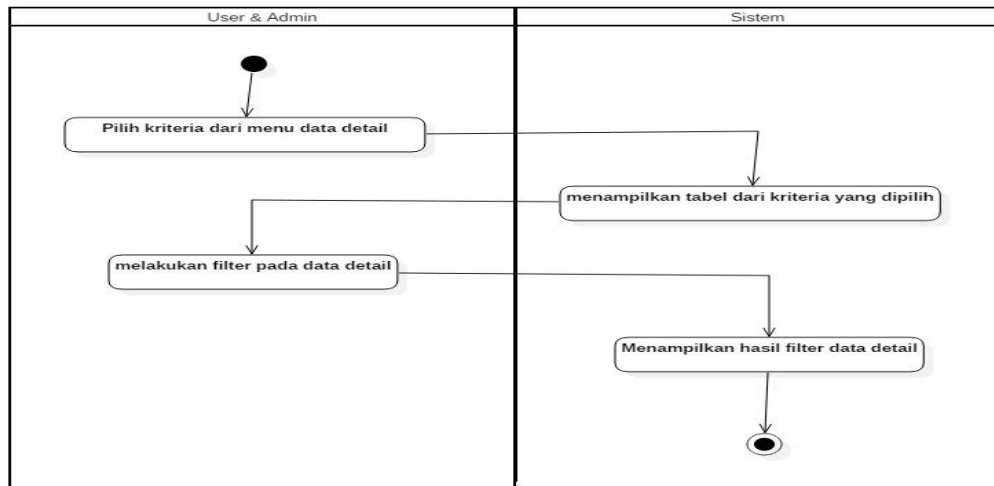 User & Admin
Sistem
Pilih kriteria dari menu data detail
menampilkan tabel dari kriteria yang dipilih
melakukan filter pada data detail
Menampilkan hasil filter data detail